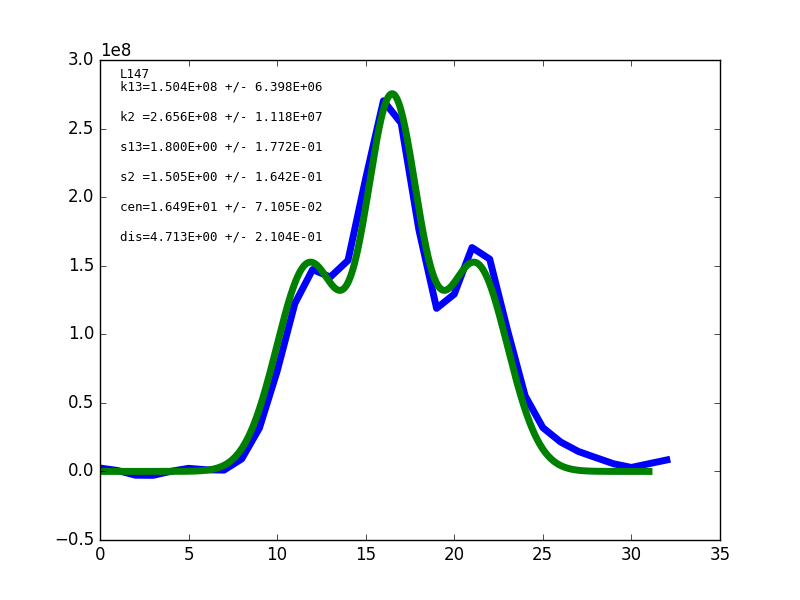 1e8
3.0
L147
k13=1.504E+08 +/- 6.398E+06
k2 =2.656E+08 +/- 1.118E+07
2.5
s13=1.800E+00 +/- 1.772E-01
s2 =1.505E+00 +/- 1.642E-01
2.0
cen=1.649E+01 +/- 7.105E-02
dis=4.713E+00 +/- 2.104E-01
1.5
1.0
0.5
0.0
−0.5
0 5 10 15 20 25 30 35